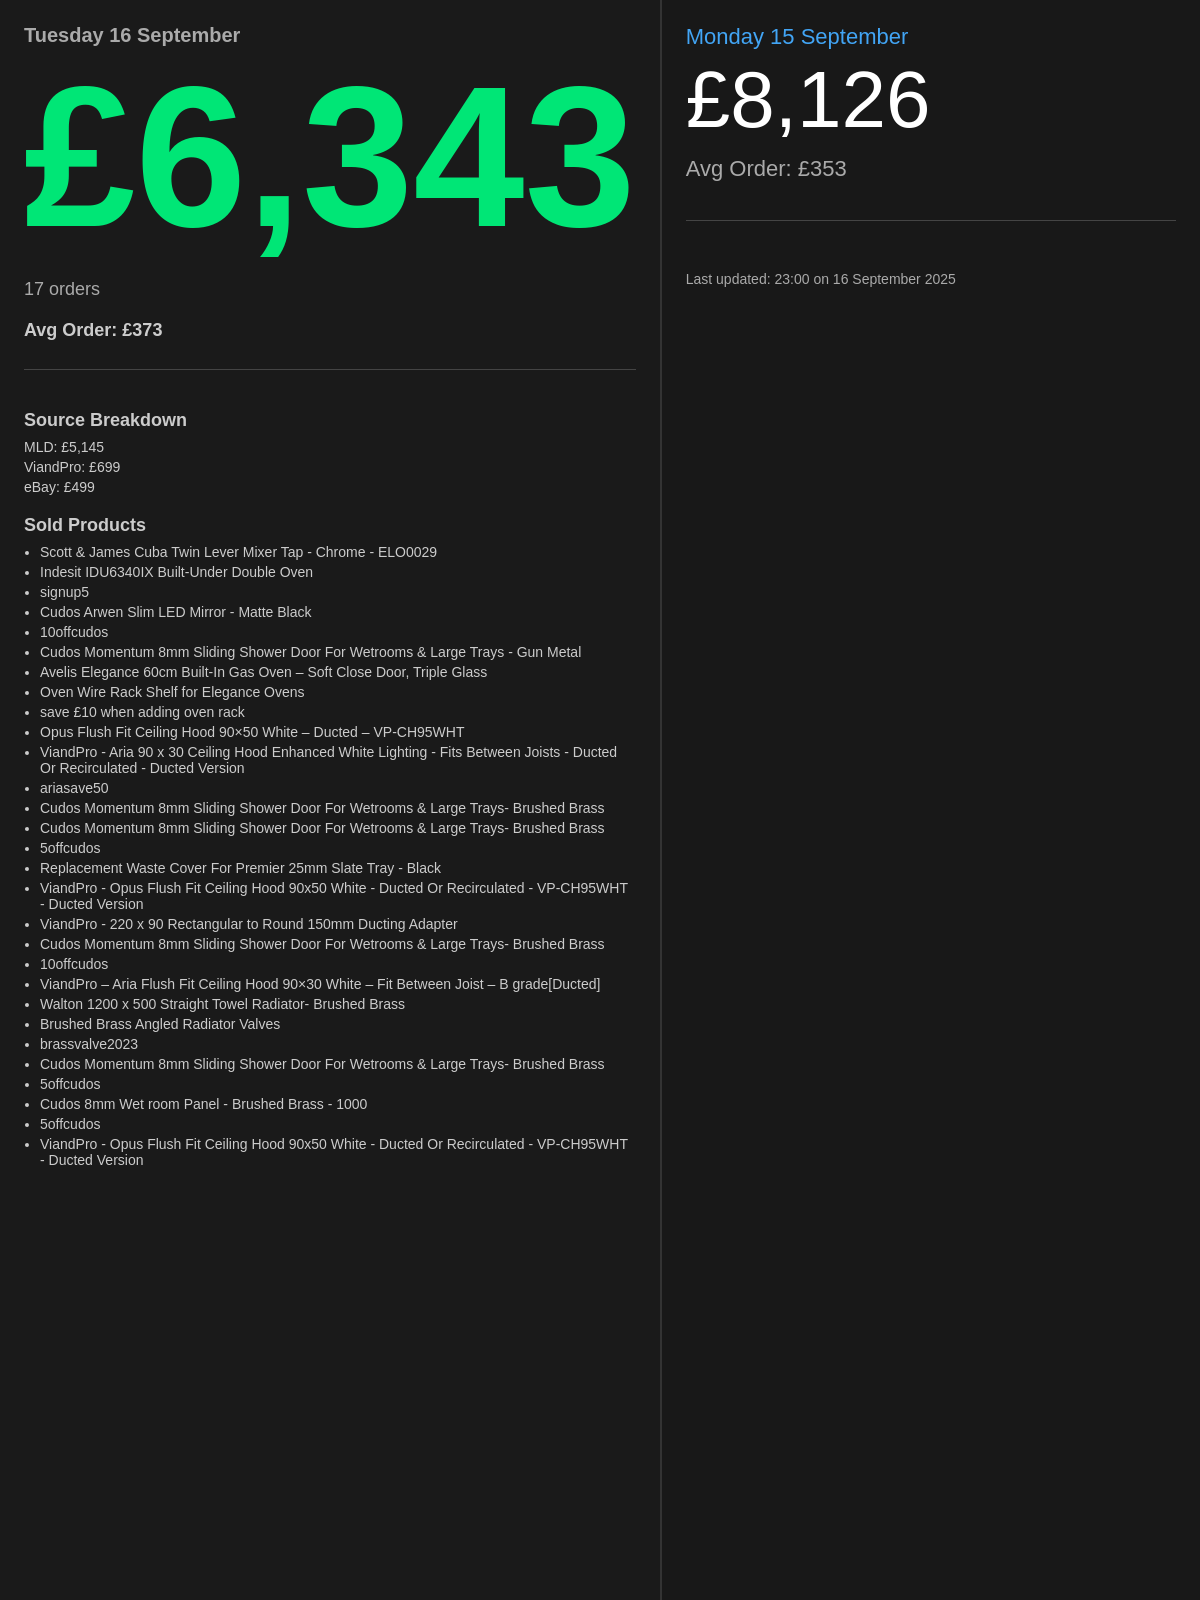 Tuesday 16 September
£6,343
17 orders
Avg Order: £373
Source Breakdown
MLD: £5,145
ViandPro: £699
eBay: £499
Sold Products
• Scott & James Cuba Twin Lever Mixer Tap - Chrome - ELO0029
• Indesit IDU6340IX Built-Under Double Oven
• signup5
• Cudos Arwen Slim LED Mirror - Matte Black
• 10offcudos
• Cudos Momentum 8mm Sliding Shower Door For Wetrooms & Large Trays - Gun Metal
• Avelis Elegance 60cm Built-In Gas Oven – Soft Close Door, Triple Glass
• Oven Wire Rack Shelf for Elegance Ovens
• save £10 when adding oven rack
• Opus Flush Fit Ceiling Hood 90×50 White – Ducted – VP-CH95WHT
• ViandPro - Aria 90 x 30 Ceiling Hood Enhanced White Lighting - Fits Between Joists - Ducted
Or Recirculated - Ducted Version
• ariasave50
• Cudos Momentum 8mm Sliding Shower Door For Wetrooms & Large Trays- Brushed Brass
• Cudos Momentum 8mm Sliding Shower Door For Wetrooms & Large Trays- Brushed Brass
• 5offcudos
• Replacement Waste Cover For Premier 25mm Slate Tray - Black
• ViandPro - Opus Flush Fit Ceiling Hood 90x50 White - Ducted Or Recirculated - VP-CH95WHT
- Ducted Version
• ViandPro - 220 x 90 Rectangular to Round 150mm Ducting Adapter
• Cudos Momentum 8mm Sliding Shower Door For Wetrooms & Large Trays- Brushed Brass
• 10offcudos
• ViandPro – Aria Flush Fit Ceiling Hood 90×30 White – Fit Between Joist – B grade[Ducted]
• Walton 1200 x 500 Straight Towel Radiator- Brushed Brass
• Brushed Brass Angled Radiator Valves
• brassvalve2023
• Cudos Momentum 8mm Sliding Shower Door For Wetrooms & Large Trays- Brushed Brass
• 5offcudos
• Cudos 8mm Wet room Panel - Brushed Brass - 1000
• 5offcudos
• ViandPro - Opus Flush Fit Ceiling Hood 90x50 White - Ducted Or Recirculated - VP-CH95WHT
- Ducted Version
Monday 15 September
£8,126
Avg Order: £353
Last updated: 23:00 on 16 September 2025